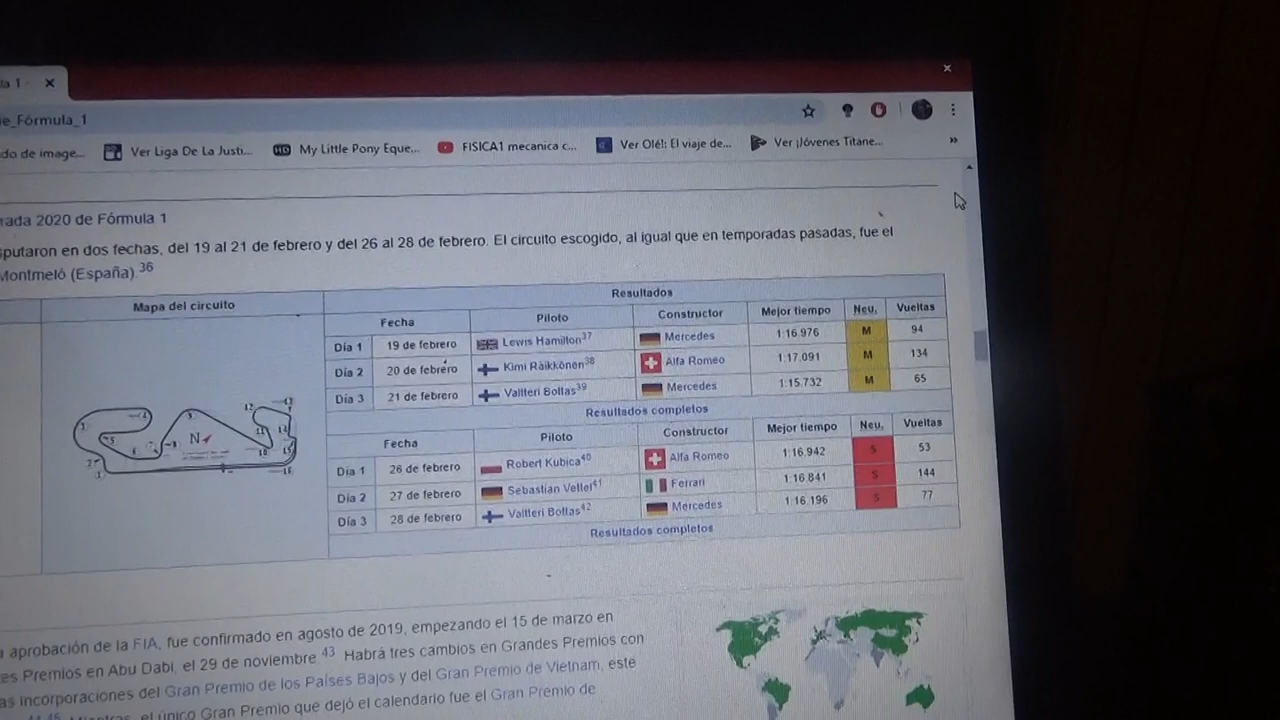 la 1
e_Fórmula_1
do de image... Ver Liga De La Justi... HD My Little Pony Eque... FISICA1 mecanica c... Ver Olé!: El viaje de... Ver ¡Jóvenes Titane... »
rada 2020 de Fórmula 1
sputaron en dos fechas, del 19 al 21 de febrero y del 26 al 28 de febrero. El circuito escogido, al igual que en temporadas pasadas, fue el
Montmeló (España).36
Mapa del circuito
N
Resultados
Fecha Piloto Constructor Mejor tiempo Neu. Vueltas
Día 1 19 de febrero Lewis Hamilton37 Mercedes 1:16.976 M 94
Día 2 20 de febrero Kimi Räikkönen38 Alfa Romeo 1:17.091 M 134
Día 3 21 de febrero Valtteri Bottas39 Mercedes 1:15.732 M 65
Resultados completos
Fecha Piloto Constructor Mejor tiempo Neu. Vueltas
Día 1 26 de febrero Robert Kubica40 Alfa Romeo 1:16.942 S 53
Día 2 27 de febrero Sebastian Vettel41 Ferrari 1:16.841 S 144
Día 3 28 de febrero Valtteri Bottas42 Mercedes 1:16.196 S 77
Resultados completos
a aprobación de la FIA, fue confirmado en agosto de 2019, empezando el 15 de marzo en
es Premios en Abu Dabi, el 29 de noviembre 43 Habrá tres cambios en Grandes Premios con
as incorporaciones del Gran Premio de los Países Bajos y del Gran Premio de Vietnam, este
44 45 Mientras, el único Gran Premio que dejó el calendario fue el Gran Premio de